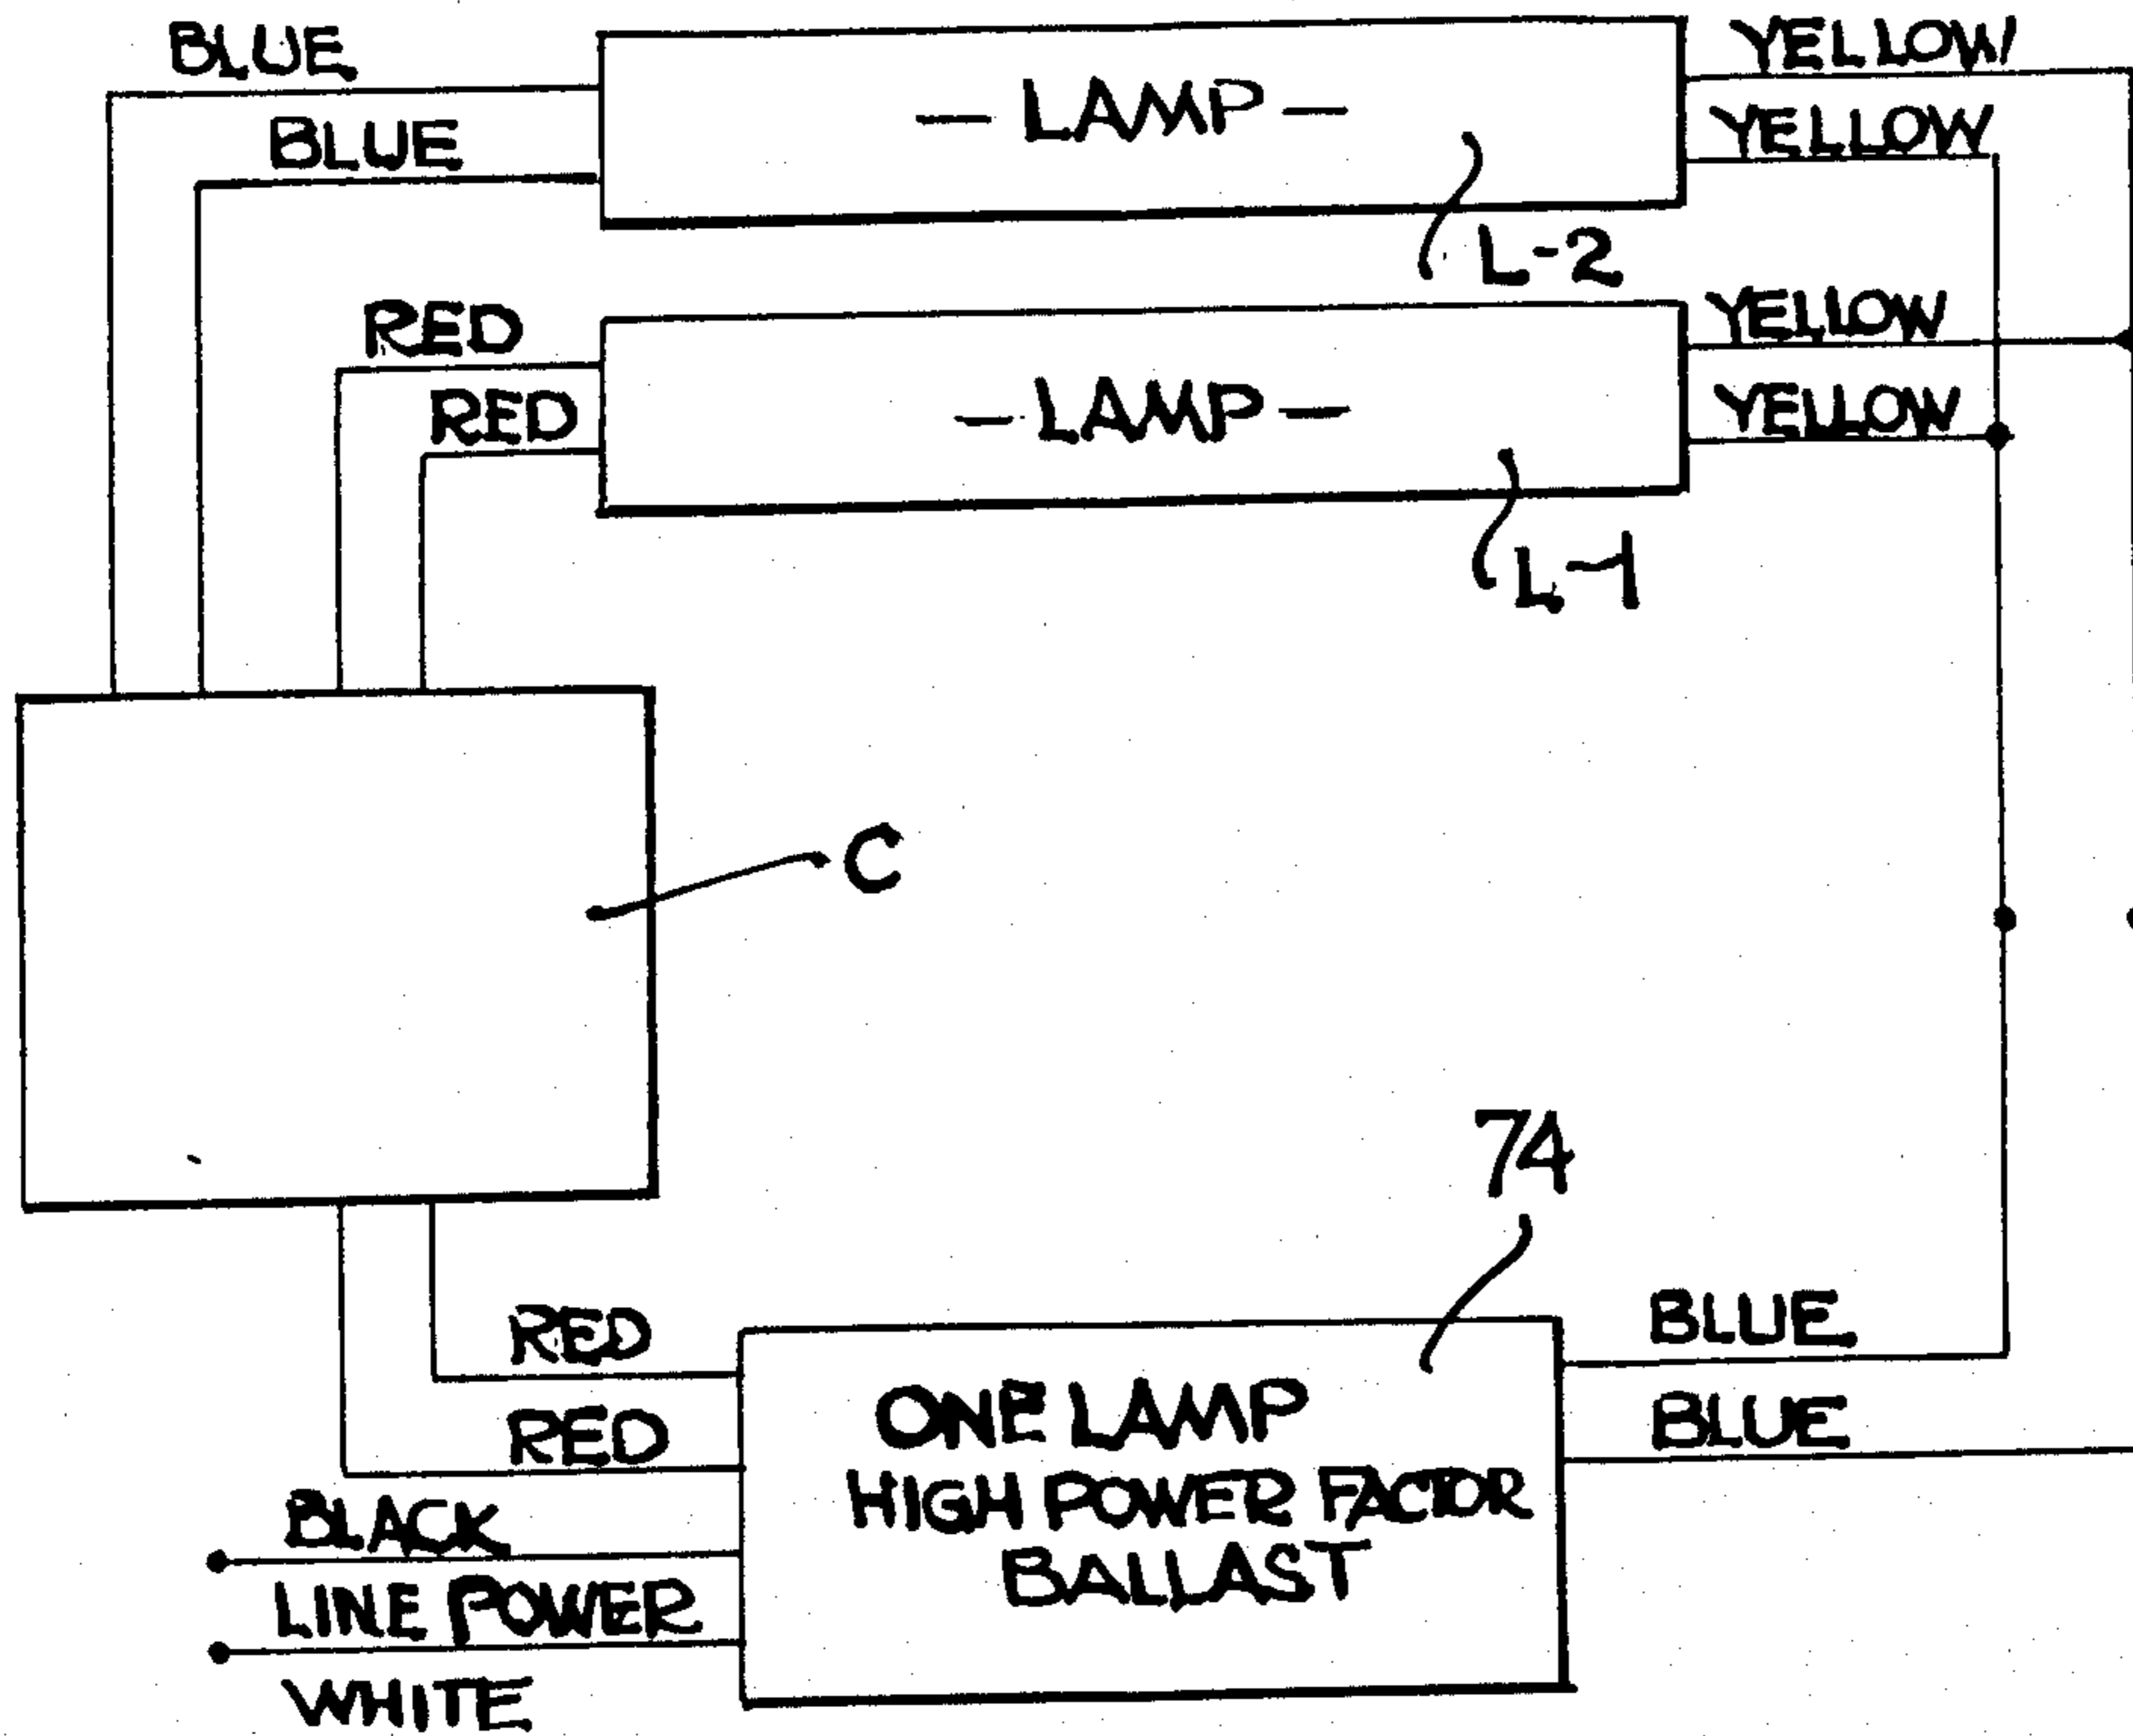 BLUE
YELLOW
BLUE
— LAMP —
YELLOW
L-2
RED
YELLOW
RED
— LAMP —
YELLOW
L-1
C
74
RED
BLUE
RED
ONE LAMP
HIGH POWER FACTOR
BALLAST
BLUE
BLACK
LINE POWER
WHITE